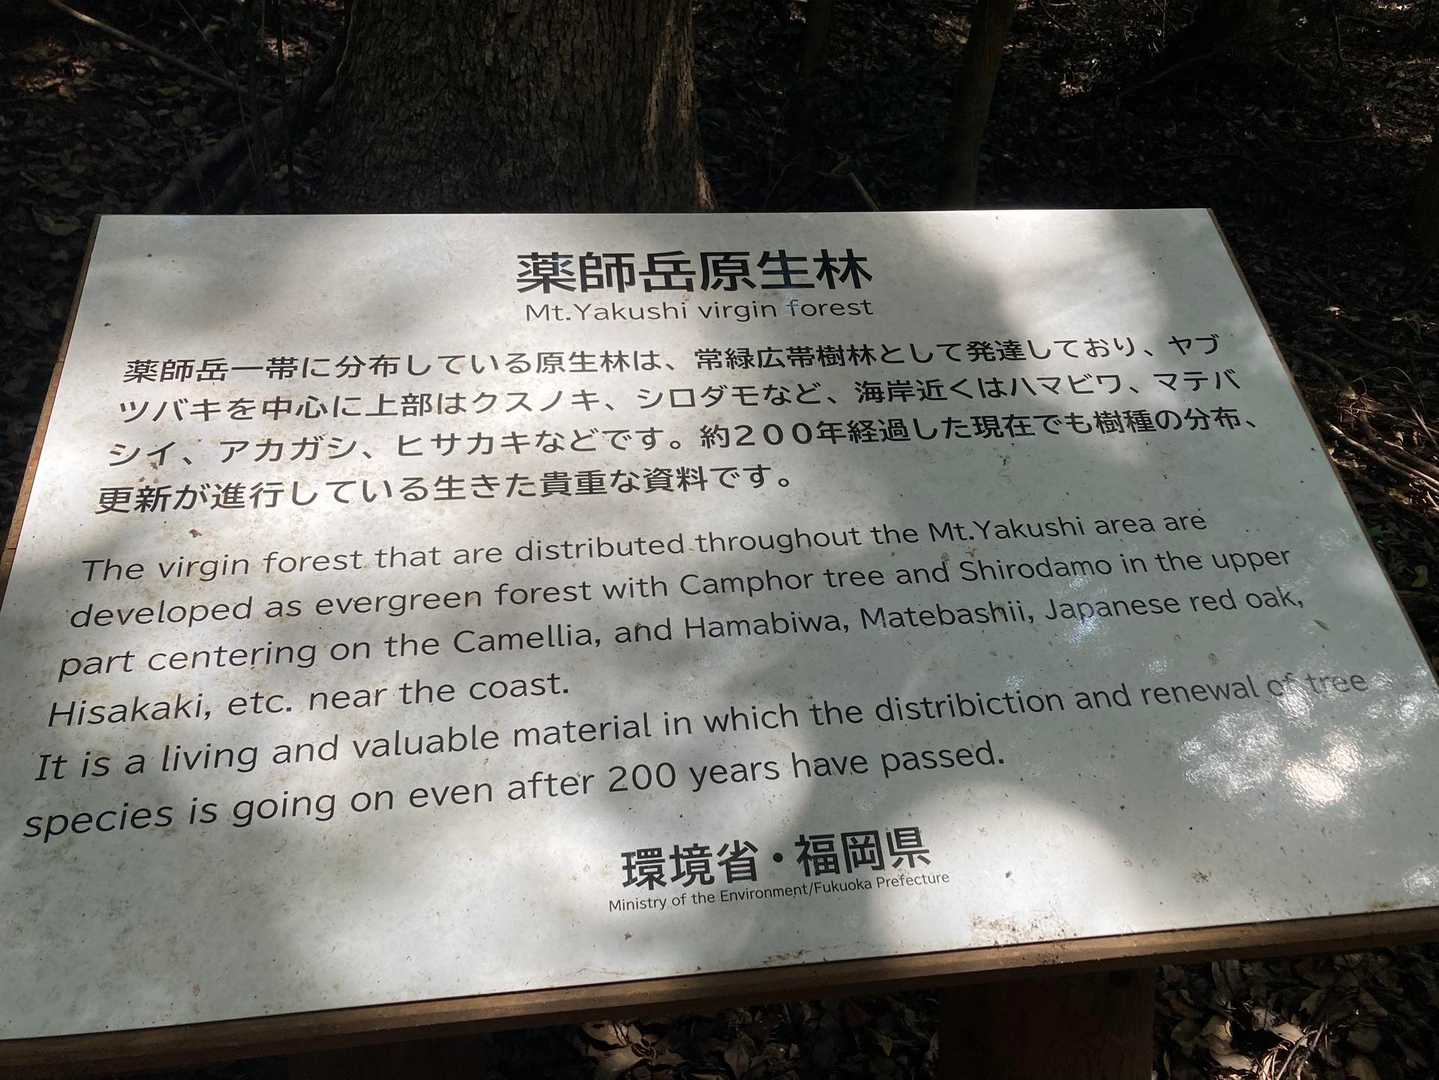 薬師岳原生林
Mt.Yakushi virgin forest
薬師岳一帯に分布している原生林は、常緑広帯樹林として発達しており、ヤブ
ツバキを中心に上部はクスノキ、シロダモなど、海岸近くはハマビワ、マテバ
シイ、アカガシ、ヒサカキなどです。約200年経過した現在でも樹種の分布、
更新が進行している生きた貴重な資料です。
The virgin forest that are distributed throughout the Mt.Yakushi area are
developed as evergreen forest with Camphor tree and Shirodamo in the upper
part centering on the Camellia, and Hamabiwa, Matebashii, Japanese red oak,
Hisakaki, etc. near the coast.
It is a living and valuable material in which the distribiction and renewal of tree
species is going on even after 200 years have passed.
環境省・福岡県
Ministry of the Environment/Fukuoka Prefecture